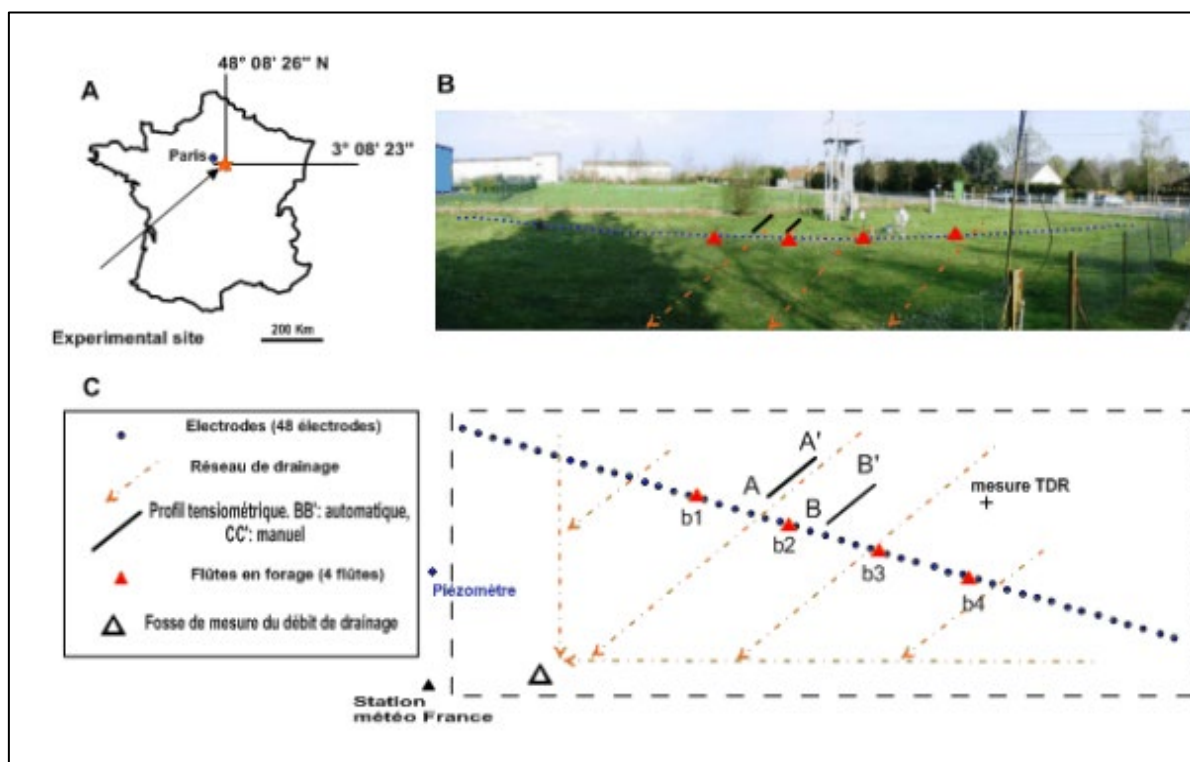 A
48° 08' 26" N
Paris
3° 08' 23"
Experimental site
200 Km
B
C
Electrodes (48 électrodes)
Réseau de drainage
Profil tensiométrique. BB': automatique,
CC': manuel
Flûtes en forage (4 flûtes)
Fosse de mesure du débit de drainage
Piézomètre
Station
météo France
A'
A
B'
B
mesure TDR
b1
b2
b3
b4